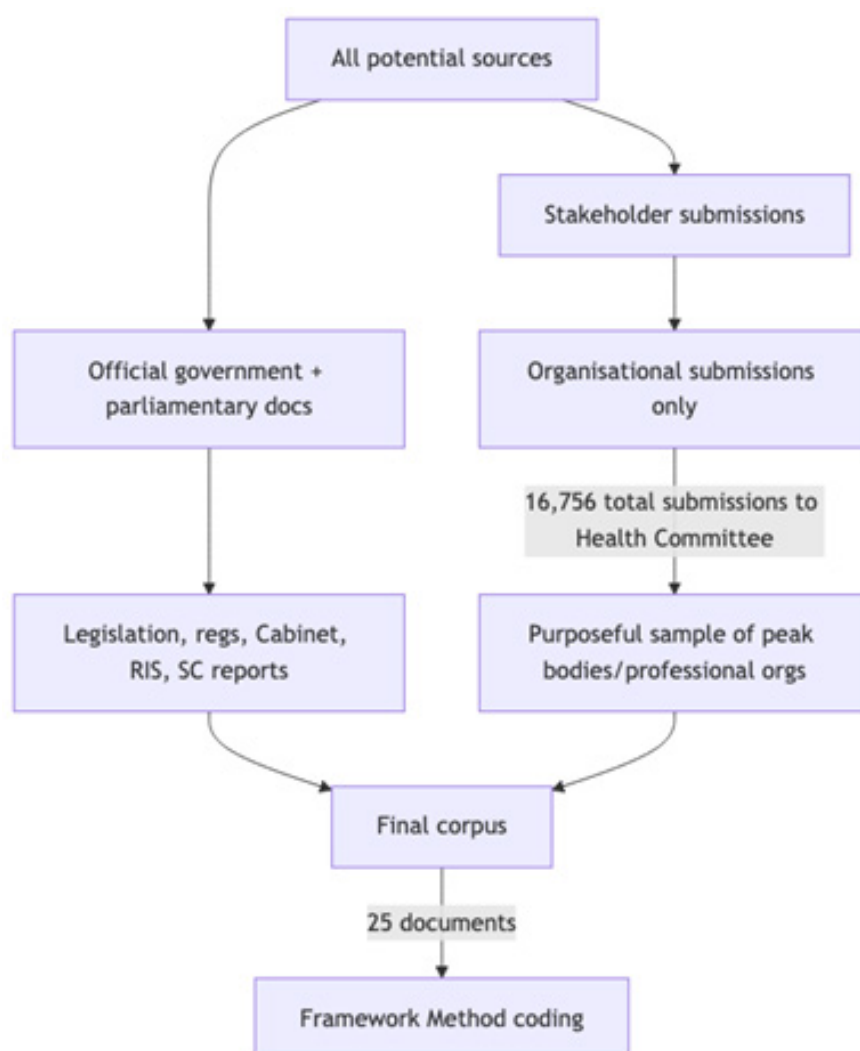 All potential sources
Stakeholder submissions
Official government +
parliamentary docs
Organisational submissions
only
16,756 total submissions to
Health Committee
Legislation, regs, Cabinet,
RIS, SC reports
Purposeful sample of peak
bodies/professional orgs
Final corpus
25 documents
Framework Method coding